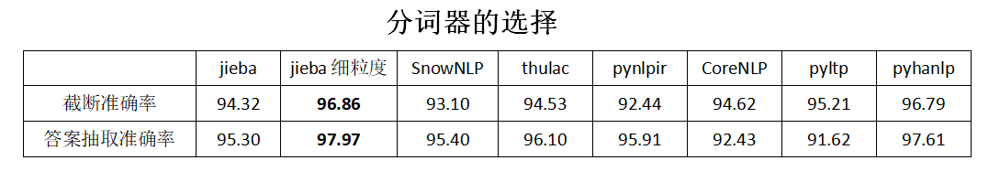 分词器的选择
jieba jieba 细粒度 SnowNLP thulac pynlpir CoreNLP pyltp pyhanlp
截断准确率 94.32 96.86 93.10 94.53 92.44 94.62 95.21 96.79
答案抽取准确率 95.30 97.97 95.40 96.10 95.91 92.43 91.62 97.61